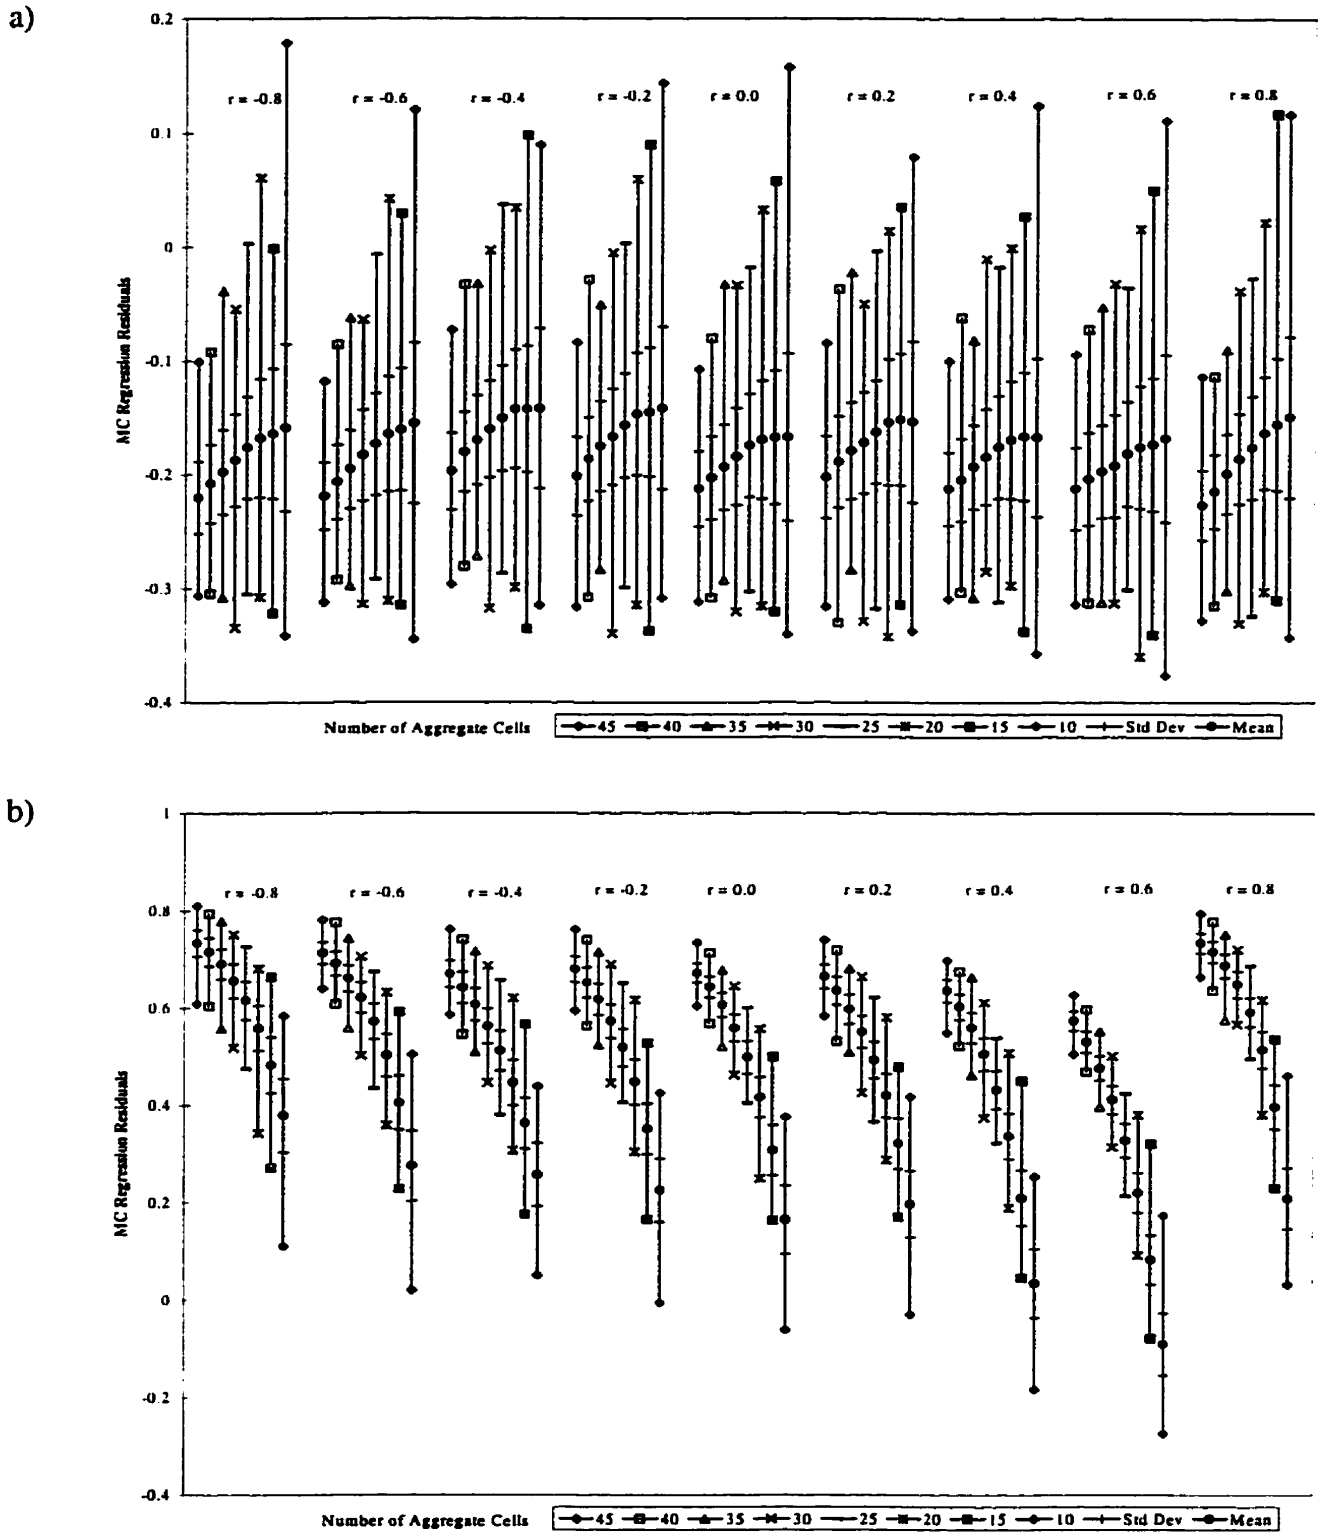 a)
0.2
r = -0.8 r = -0.6 r = -0.4 r = -0.2 r = 0.0 r = 0.2 r = 0.4 r = 0.6 r = 0.8
0.1
0
-0.1
-0.2
-0.3
-0.4
MC Regression Residuals
Number of Aggregate Cells 45 40 35 30 25 20 15 10 Std Dev Mean
b)
1
r = -0.8 r = -0.6 r = -0.4 r = -0.2 r = 0.0 r = 0.2 r = 0.4 r = 0.6 r = 0.8
0.8
0.6
0.4
0.2
0
-0.2
-0.4
MC Regression Residuals
Number of Aggregate Cells 45 40 35 30 25 20 15 10 Std Dev Mean